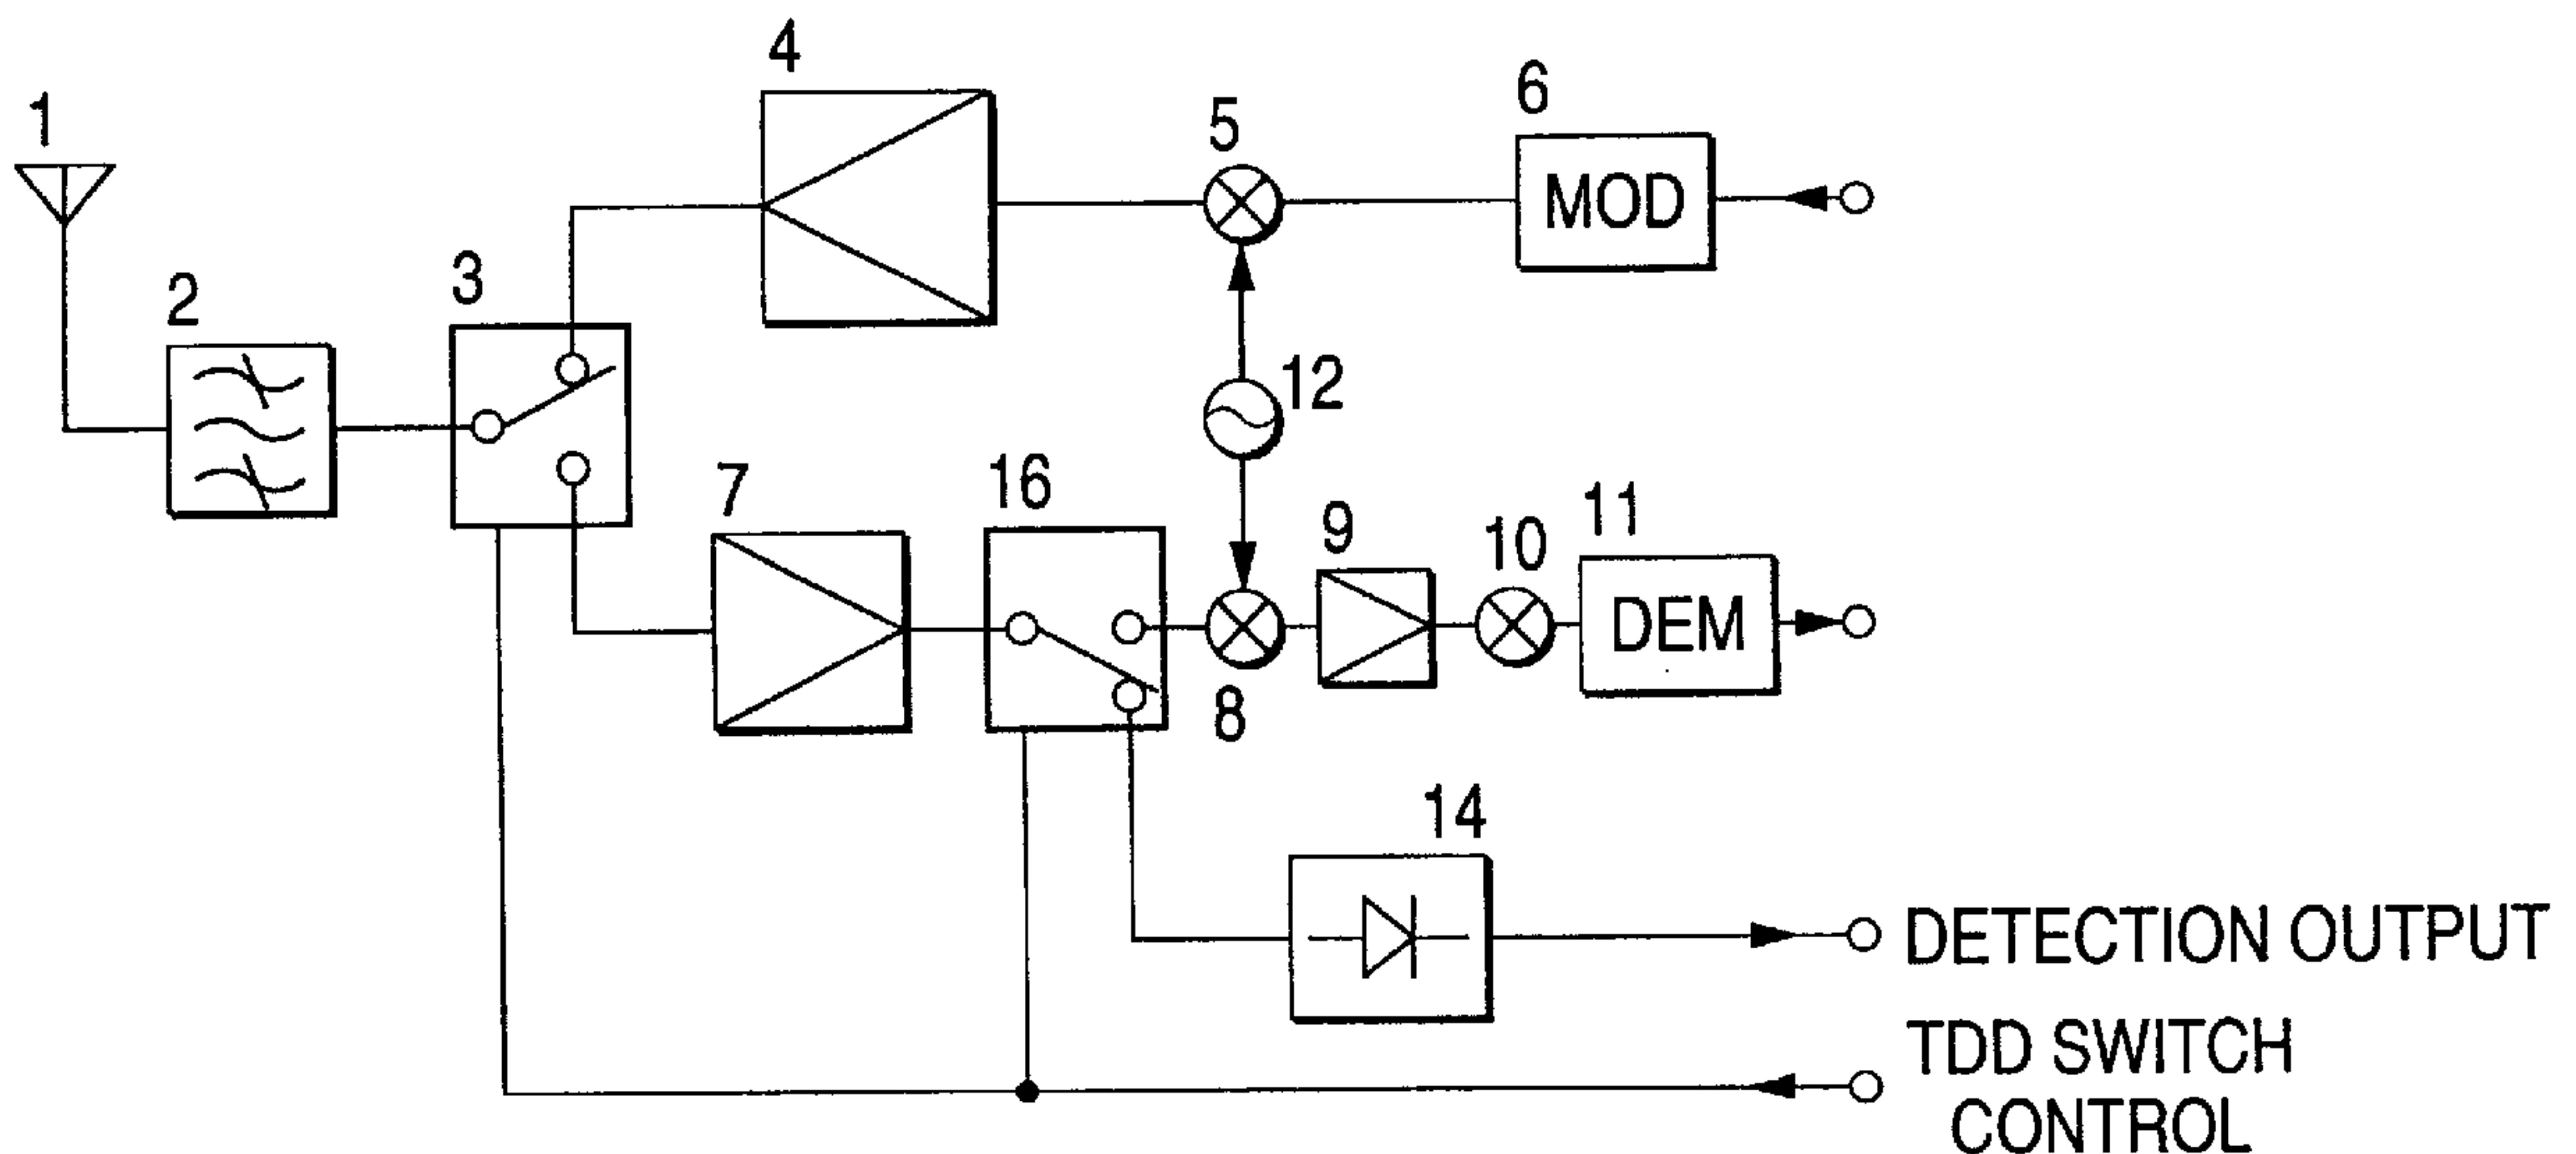 1
2
3
4
5
6
MOD
7
16
12
8
9
10
11
DEM
14
DETECTION OUTPUT
TDD SWITCH
CONTROL